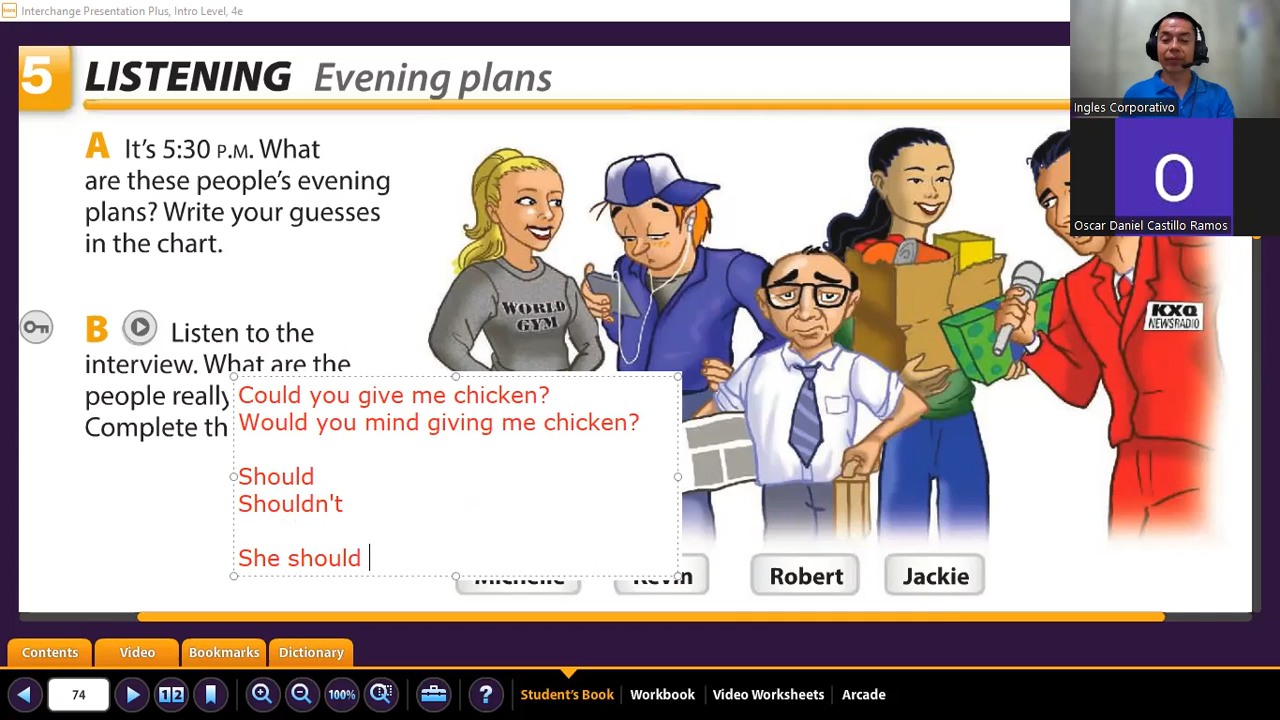 Interchange Presentation Plus, Intro Level, 4e
5 LISTENING Evening plans
A It's 5:30 P.M. What
are these people's evening
plans? Write your guesses
in the chart.
B Listen to the
interview. What are the
people really
Complete th
Could you give me chicken?
Would you mind giving me chicken?
Should
Shouldn't
She should
WORLD
GYM
KXQ
NEWSRADIO
Michelle
Kevin
Robert
Jackie
Ingles Corporativo
O
Oscar Daniel Castillo Ramos
Contents
Video
Bookmarks
Dictionary
74
12
100%
?
Student's Book
Workbook
Video Worksheets
Arcade